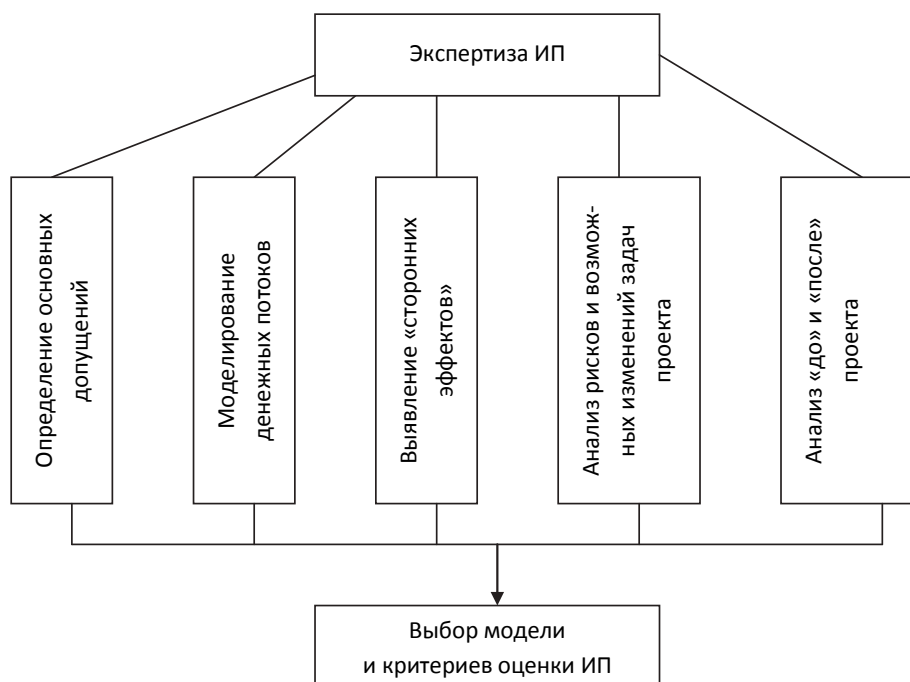 Экспертиза ИП
Определение основных
допущений
Моделирование
денежных потоков
Выявление «сторонних
эффектов»
Анализ рисков и возмож-
ных изменений задач
проекта
Анализ «до» и «после»
проекта
Выбор модели
и критериев оценки ИП